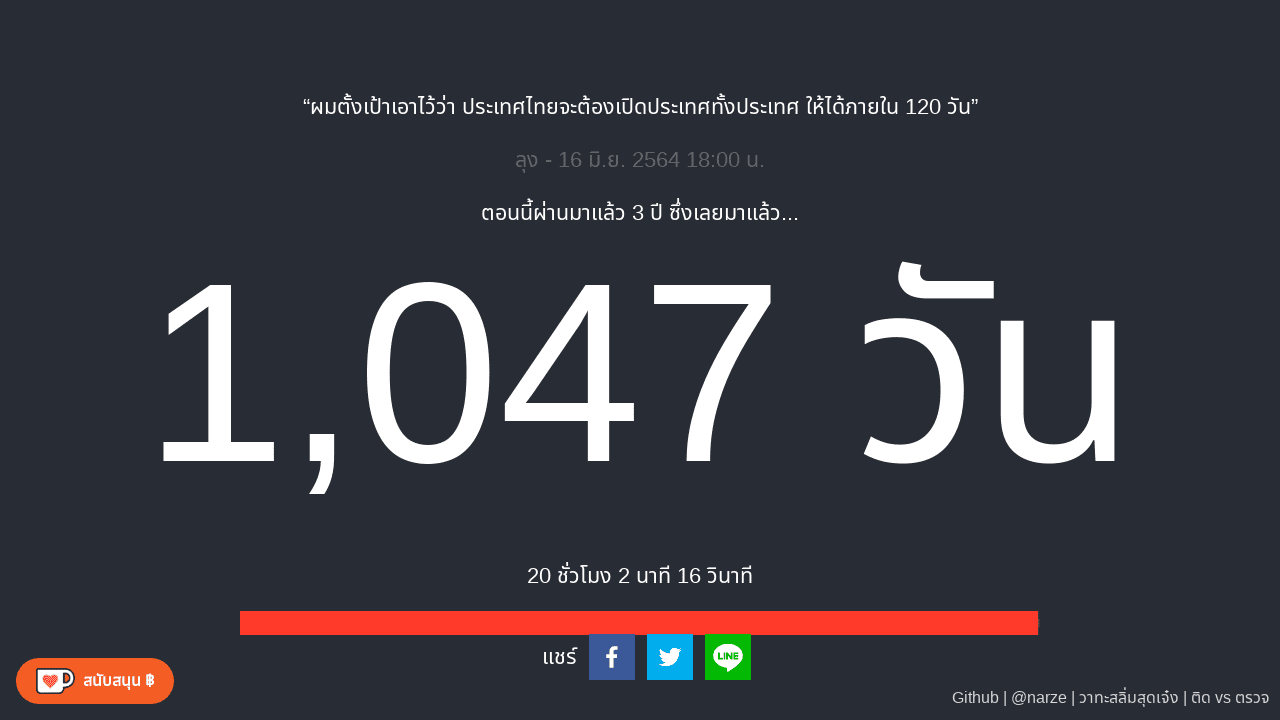 “ผมตั้งเป้าเอาไว้ว่า ประเทศไทยจะต้องเปิดประเทศทั้งประเทศ ให้ได้ภายใน 120 วัน”
ลุง - 16 มิ.ย. 2564 18:00 น.
ตอนนี้ผ่านมาแล้ว 3 ปี ซึ่งเลยมาแล้ว...
1,047 วัน
20 ชั่วโมง 2 นาที 16 วินาที
แชร์
LINE
สนับสนุน ฿
Github | @narze | วาทะสลิ่มสุดเจ๋ง | ติด vs ตรวจ